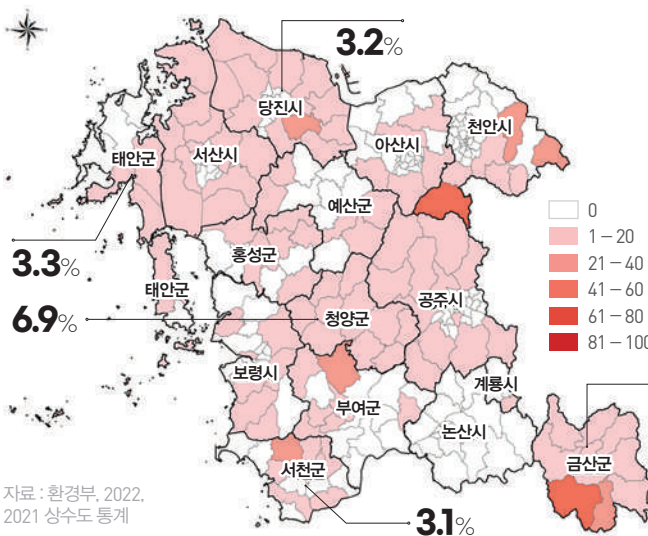 3.2%
당진시
천안시
아산시
태안군
서산시
예산군
3.3%
홍성군
태안군
공주시
6.9%
청양군
보령시
계룡시
부여군
논산시
금산군
서천군
3.1%
0
1 – 20
21 – 40
41 – 60
61 – 80
81 – 100
자료 : 환경부, 2022,
2021 상수도 통계